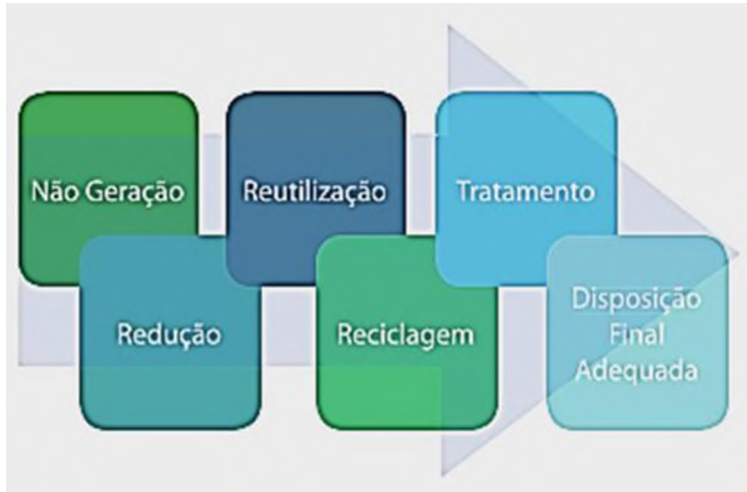 Não Geração
Redução
Reutilização
Reciclagem
Tratamento
Disposição
Final
Adequada